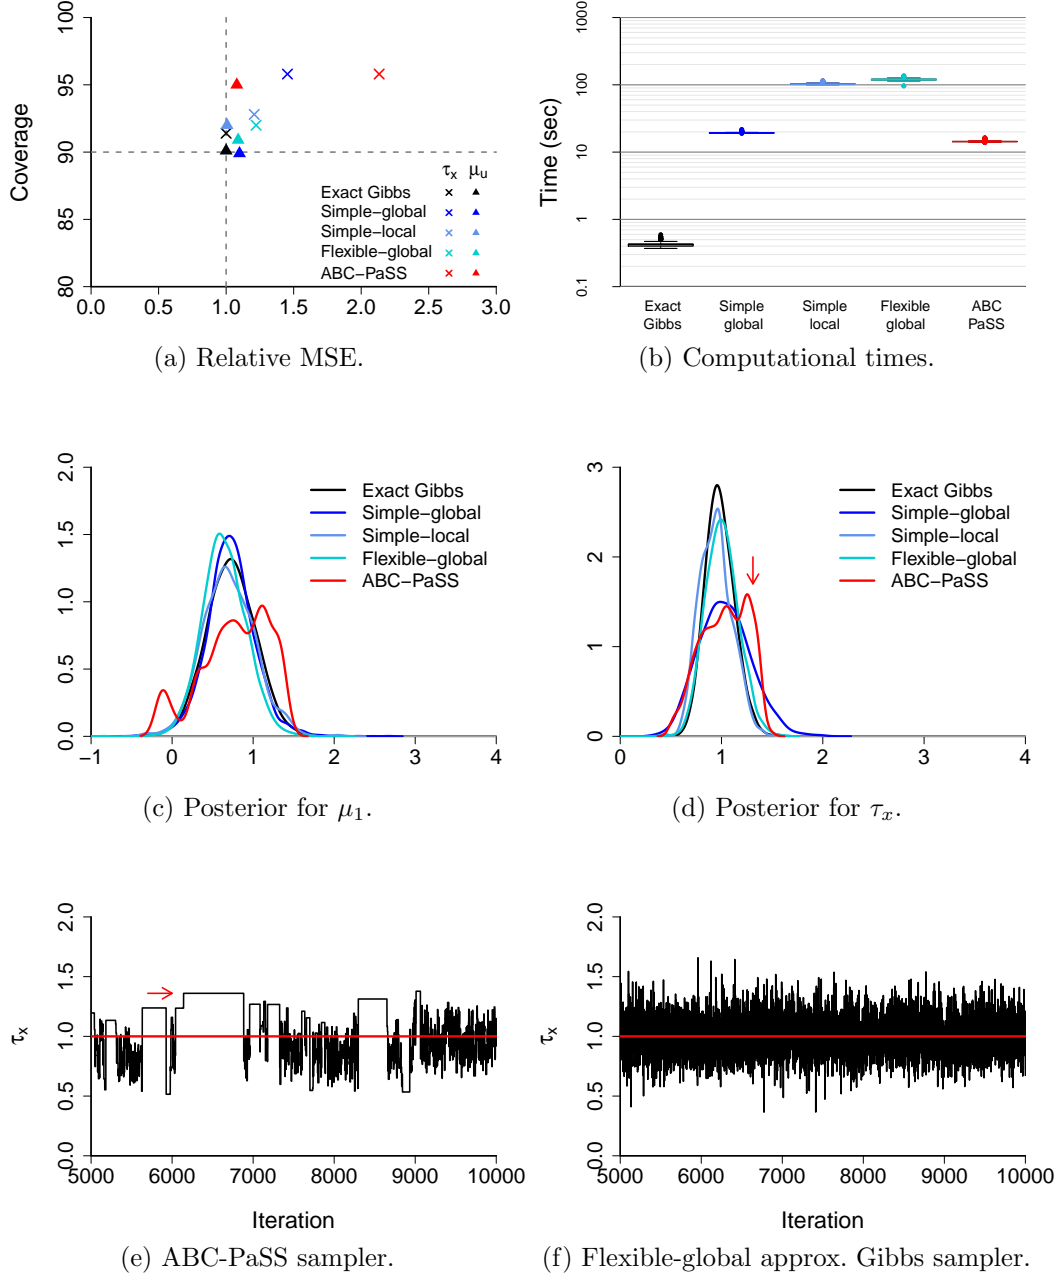 Coverage
100
95
90
85
80
0.0 0.5 1.0 1.5 2.0 2.5 3.0
τx μu
Exact Gibbs
Simple−global
Simple−local
Flexible−global
ABC−PaSS
(a) Relative MSE.
Time (sec)
1000
100
10
1
0.1
Exact Gibbs
Simple global
Simple local
Flexible global
ABC PaSS
(b) Computational times.
2.0
1.5
1.0
0.5
0.0
−1 0 1 2 3 4
Exact Gibbs
Simple−global
Simple−local
Flexible−global
ABC−PaSS
(c) Posterior for μ1.
3
2
1
0
0 1 2 3 4
Exact Gibbs
Simple−global
Simple−local
Flexible−global
ABC−PaSS
(d) Posterior for τx.
τx
2.0
1.5
1.0
0.5
0.0
5000 6000 7000 8000 9000 10000
Iteration
(e) ABC-PaSS sampler.
τx
2.0
1.5
1.0
0.5
0.0
5000 6000 7000 8000 9000 10000
Iteration
(f) Flexible-global approx. Gibbs sampler.